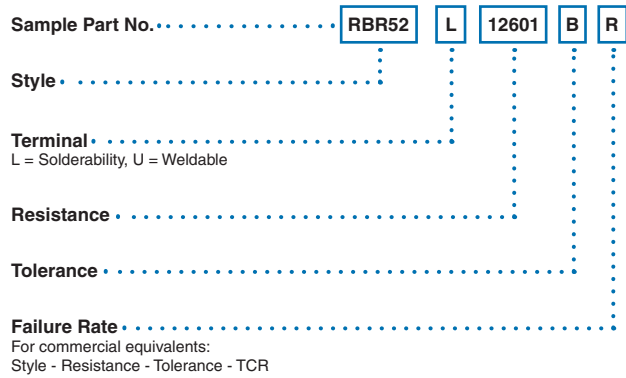 Sample Part No. RBR52 L 12601 B R
Style
Terminal
L = Solderability, U = Weldable
Resistance
Tolerance
Failure Rate
For commercial equivalents:
Style - Resistance - Tolerance - TCR